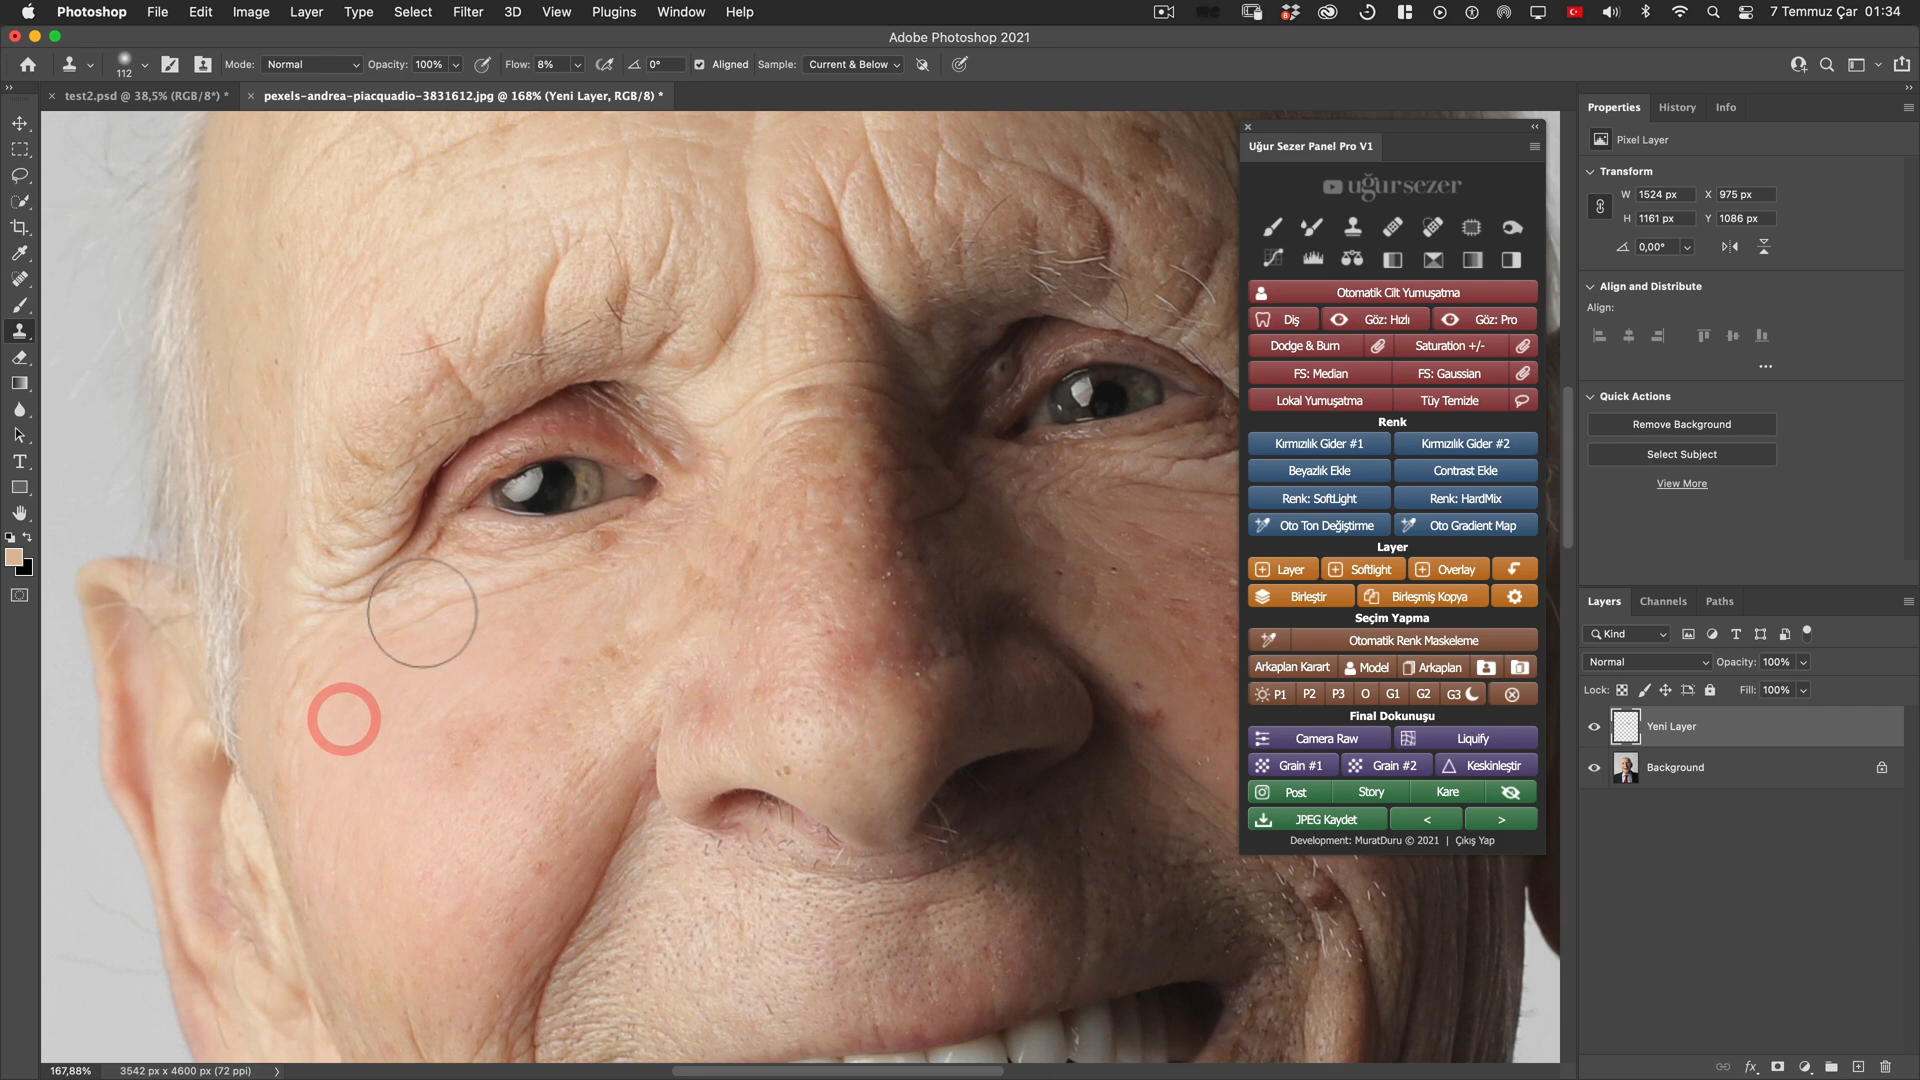 Photoshop File Edit Image Layer Type Select Filter 3D View Plugins Window Help 8 7 Temmuz Çar 01:34
Adobe Photoshop 2021
112 Mode: Normal Opacity: 100% Flow: 8% 0° Aligned Sample: Current & Below
test2.psd @ 38,5% (RGB/8*) * pexels-andrea-piacquadio-3831612.jpg @ 168% (Yeni Layer, RGB/8) *
Uğur Sezer Panel Pro V1
uğursezer
Otomatik Cilt Yumuşatma
Diş Göz: Hızlı Göz: Pro
Dodge & Burn Saturation +/-
FS: Median FS: Gaussian
Lokal Yumuşatma Tüy Temizle
Renk
Kırmızılık Gider #1 Kırmızılık Gider #2
Beyazlık Ekle Contrast Ekle
Renk: SoftLight Renk: HardMix
Oto Ton Değiştirme Oto Gradient Map
Layer
Layer Softlight Overlay
Birleştir Birleşmiş Kopya
Seçim Yapma
Otomatik Renk Maskeleme
Arkaplan Karart Model Arkaplan
P1 P2 P3 O G1 G2 G3
Final Dokunuşu
Camera Raw Liquify
Grain #1 Grain #2 Keskinleştir
Post Story Kare
JPEG Kaydet < >
Development: MuratDuru © 2021 | Çıkış Yap
Properties History Info
Pixel Layer
Transform
W 1524 px X 975 px
H 1161 px Y 1086 px
0,00°
Align and Distribute
Align:
Quick Actions
Remove Background
Select Subject
View More
Layers Channels Paths
Kind
Normal Opacity: 100%
Lock: Fill: 100%
Yeni Layer
Background
167,88% 3542 px x 4600 px (72 ppi)